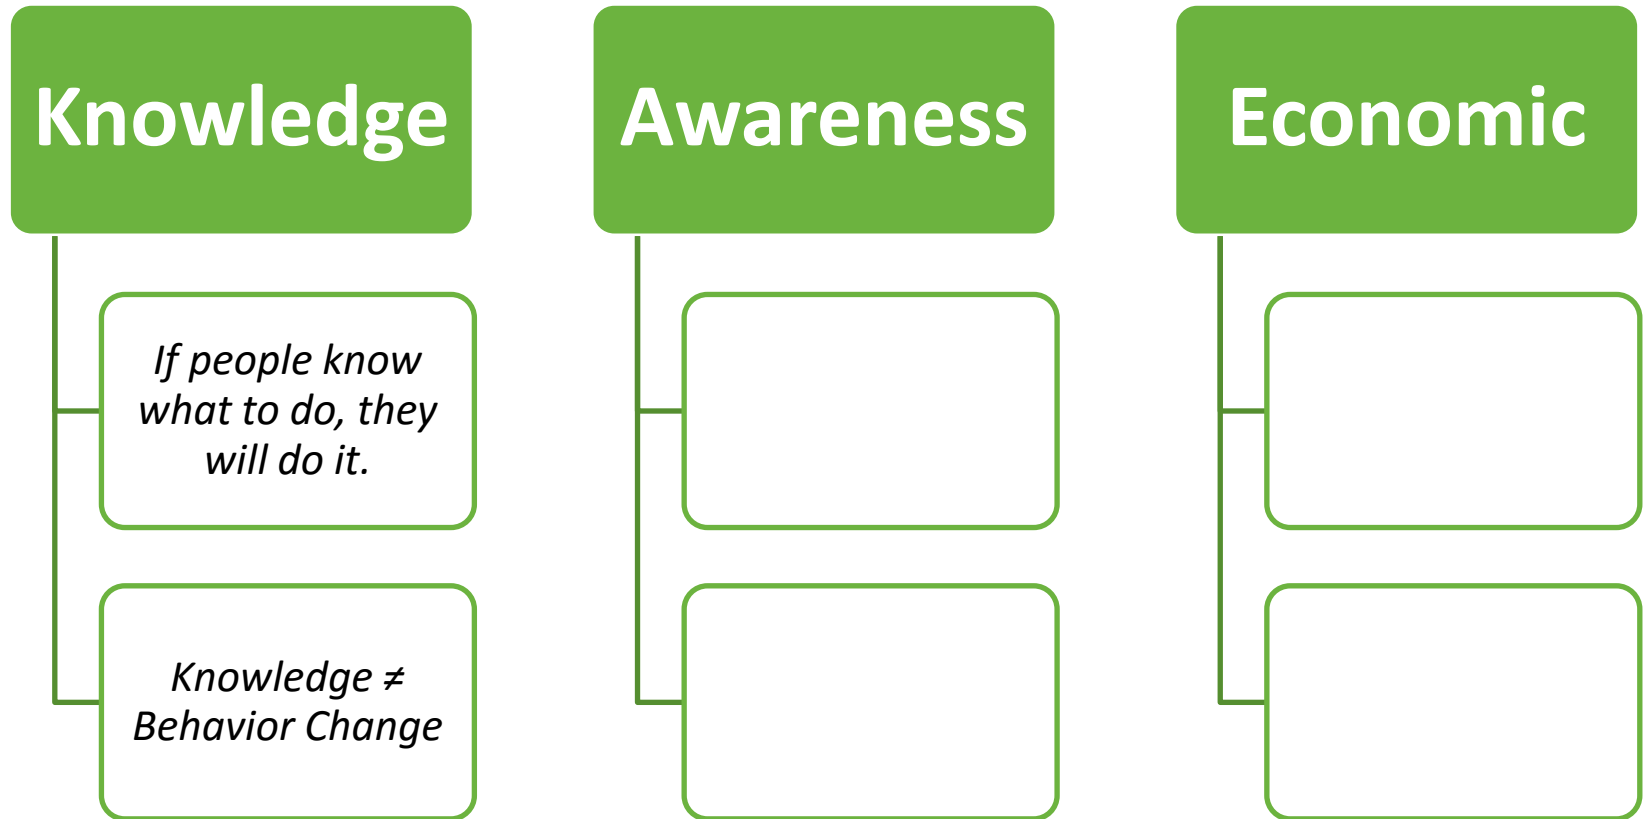 Knowledge
Awareness
Economic
If people know
what to do, they
will do it.
Knowledge ≠
Behavior Change